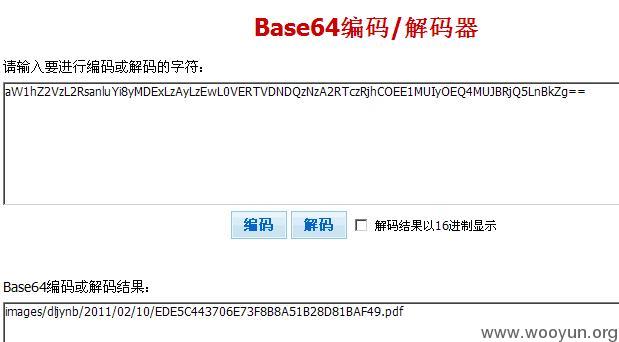 Base64编码/解码器
请输入要进行编码或解码的字符：
aW1hZ2VzL2RsanluYi8yMDExLzAyLzEwL0VERTVDNDQzNzA2RTczRjhCOEE1MUIyOEQ4MUJBRjQ5LnBkZg==
编码 解码 解码结果以16进制显示
Base64编码或解码结果：
images/dljynb/2011/02/10/EDE5C443706E73F8B8A51B28D81BAF49.pdf
www.wooyun.org